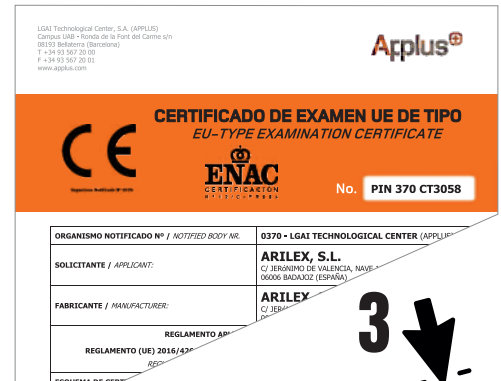 LGAI Technological Center, S.A. (APPLUS)
Campus UAB - Ronda de la Font del Carme s/n
08193 Bellaterra (Barcelona)
T +34 93 567 20 00
F +34 93 567 20 01
www.applus.com
Applus⊕
CERTIFICADO DE EXAMEN UE DE TIPO
EU-TYPE EXAMINATION CERTIFICATE
CE
ENAC
CERTIFICACIÓN
No. PIN 370 CT3058
ORGANISMO NOTIFICADO Nº / NOTIFIED BODY NR. 0370 - LGAI TECHNOLOGICAL CENTER
SOLICITANTE / APPLICANT: ARILEX, S.L.
C/ JERÓNIMO DE VALENCIA, NAVE
06006 BADAJOZ (ESPAÑA)
FABRICANTE / MANUFACTURER: ARILEX
REGLAMENTO
REGLAMENTO (UE)
ESQUEMA DE
3